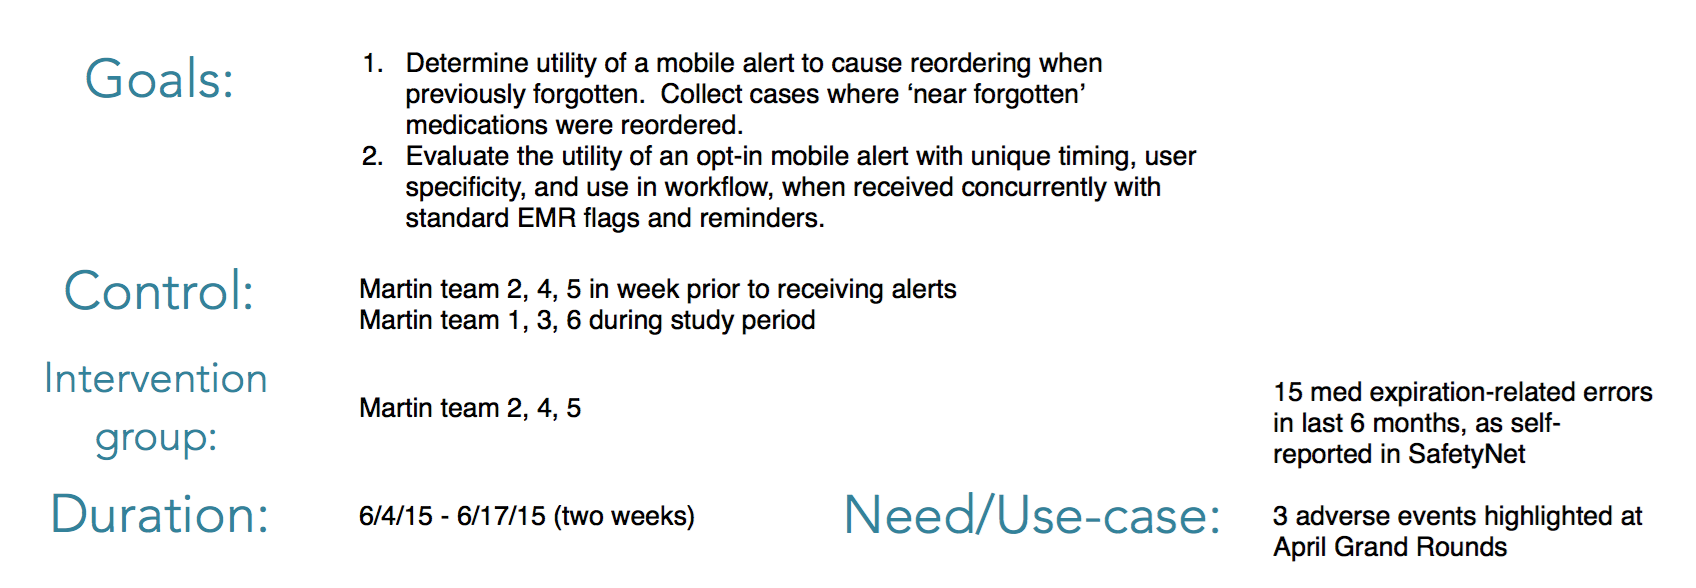 Goals:
1. Determine utility of a mobile alert to cause reordering when
previously forgotten.  Collect cases where ‘near forgotten’
medications were reordered.
2. Evaluate the utility of an opt-in mobile alert with unique timing, user
specificity, and use in workflow, when received concurrently with
standard EMR flags and reminders.
Control:
Martin team 2, 4, 5 in week prior to receiving alerts
Martin team 1, 3, 6 during study period
Intervention
group:
Martin team 2, 4, 5
Duration:
6/4/15 - 6/17/15 (two weeks)
Need/Use-case:
15 med expiration-related errors
in last 6 months, as self-
reported in SafetyNet
3 adverse events highlighted at
April Grand Rounds